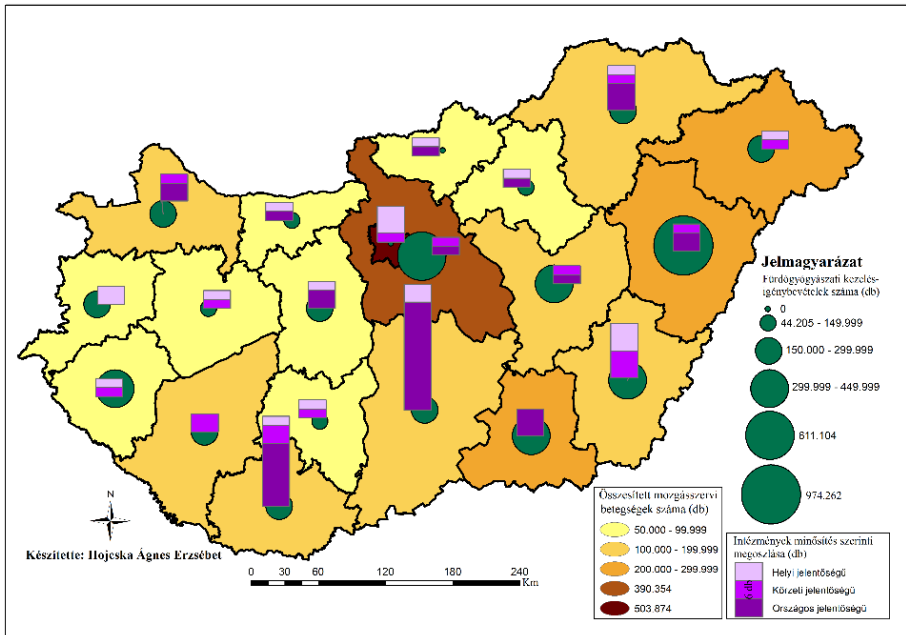 Jelmagyarázat
Fürdőgyógyászati kezelés-
igénybevételek száma (db)
0
44.205 - 149.999
150.000 - 299.999
299.999 - 449.999
611.104
974.262
N
Készítette: Hojcska Ágnes Erzsébet
0 30 60 120 180 240
Km
Összesített mozgásszervi
betegségek száma (db)
50.000 - 99.999
100.000 - 199.999
200.000 - 299.999
390.354
503.874
Intézmények minősítés szerinti
megoszlása (db)
6 db
Helyi jelentőségű
Körzeti jelentőségű
Országos jelentőségű